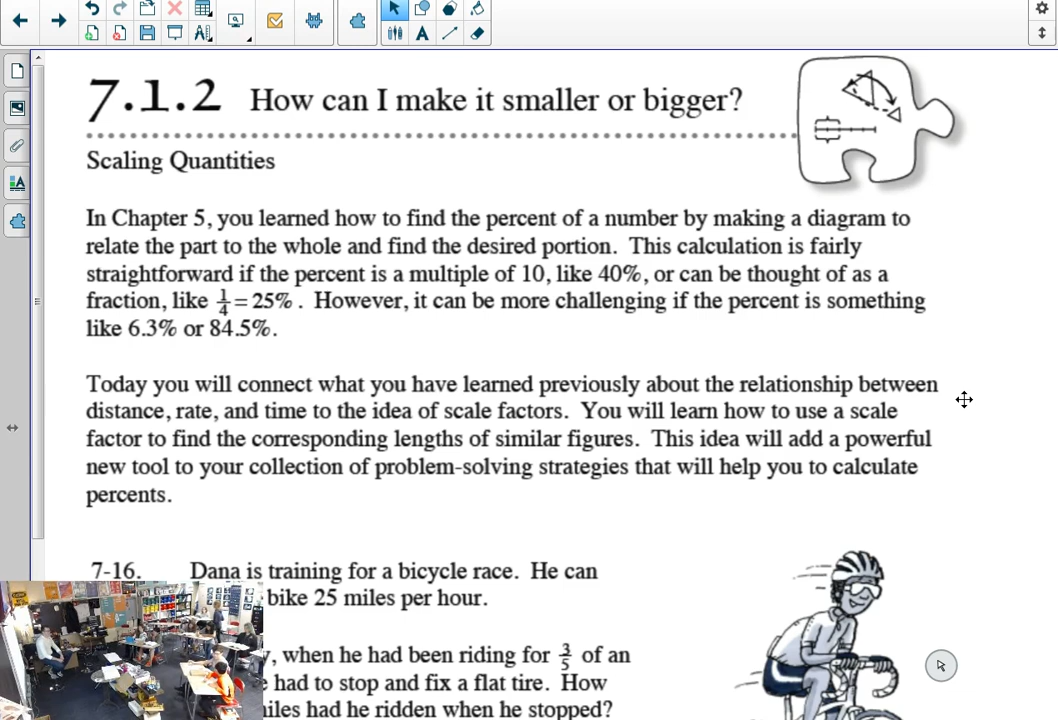 7.1.2 How can I make it smaller or bigger?
Scaling Quantities
In Chapter 5, you learned how to find the percent of a number by making a diagram to
relate the part to the whole and find the desired portion. This calculation is fairly
straightforward if the percent is a multiple of 10, like 40%, or can be thought of as a
fraction, like 1/4 = 25%. However, it can be more challenging if the percent is something
like 6.3% or 84.5%.
Today you will connect what you have learned previously about the relationship between
distance, rate, and time to the idea of scale factors. You will learn how to use a scale
factor to find the corresponding lengths of similar figures. This idea will add a powerful
new tool to your collection of problem-solving strategies that will help you to calculate
percents.
7-16. Dana is training for a bicycle race. He can
bike 25 miles per hour.
, when he had been riding for 3/5 of an
had to stop and fix a flat tire. How
had he ridden when he stopped?